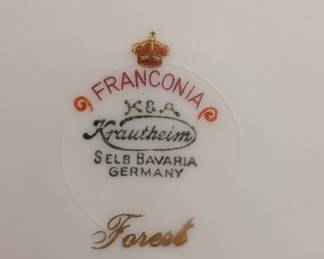 FRANCONIA
K&A
Krautheim
SELB BAVARIA
GERMANY
Forest